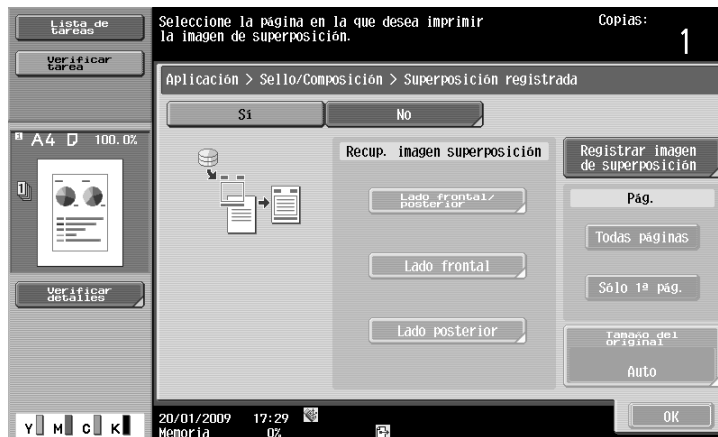 Lista de
tareas
Verificar
tarea
Seleccione la página en la que desea imprimir
la imagen de superposición.
Copias:
1
Aplicación > Sello/Composición > Superposición registrada
Sí
No
A4 100.0%
1
Recup. imagen superposición
Registrar imagen
de superposición
Lado frontal/
posterior
Pág.
Todas páginas
Lado frontal
Sólo 1ª pág.
Verificar
detalles
Lado posterior
Tamaño del
original
Auto
OK
Y M C K
20/01/2009 17:29
Memoria 0%